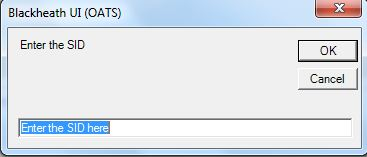 Blackheath UI (OATS)
Enter the SID
OK
Cancel
Enter the SID here